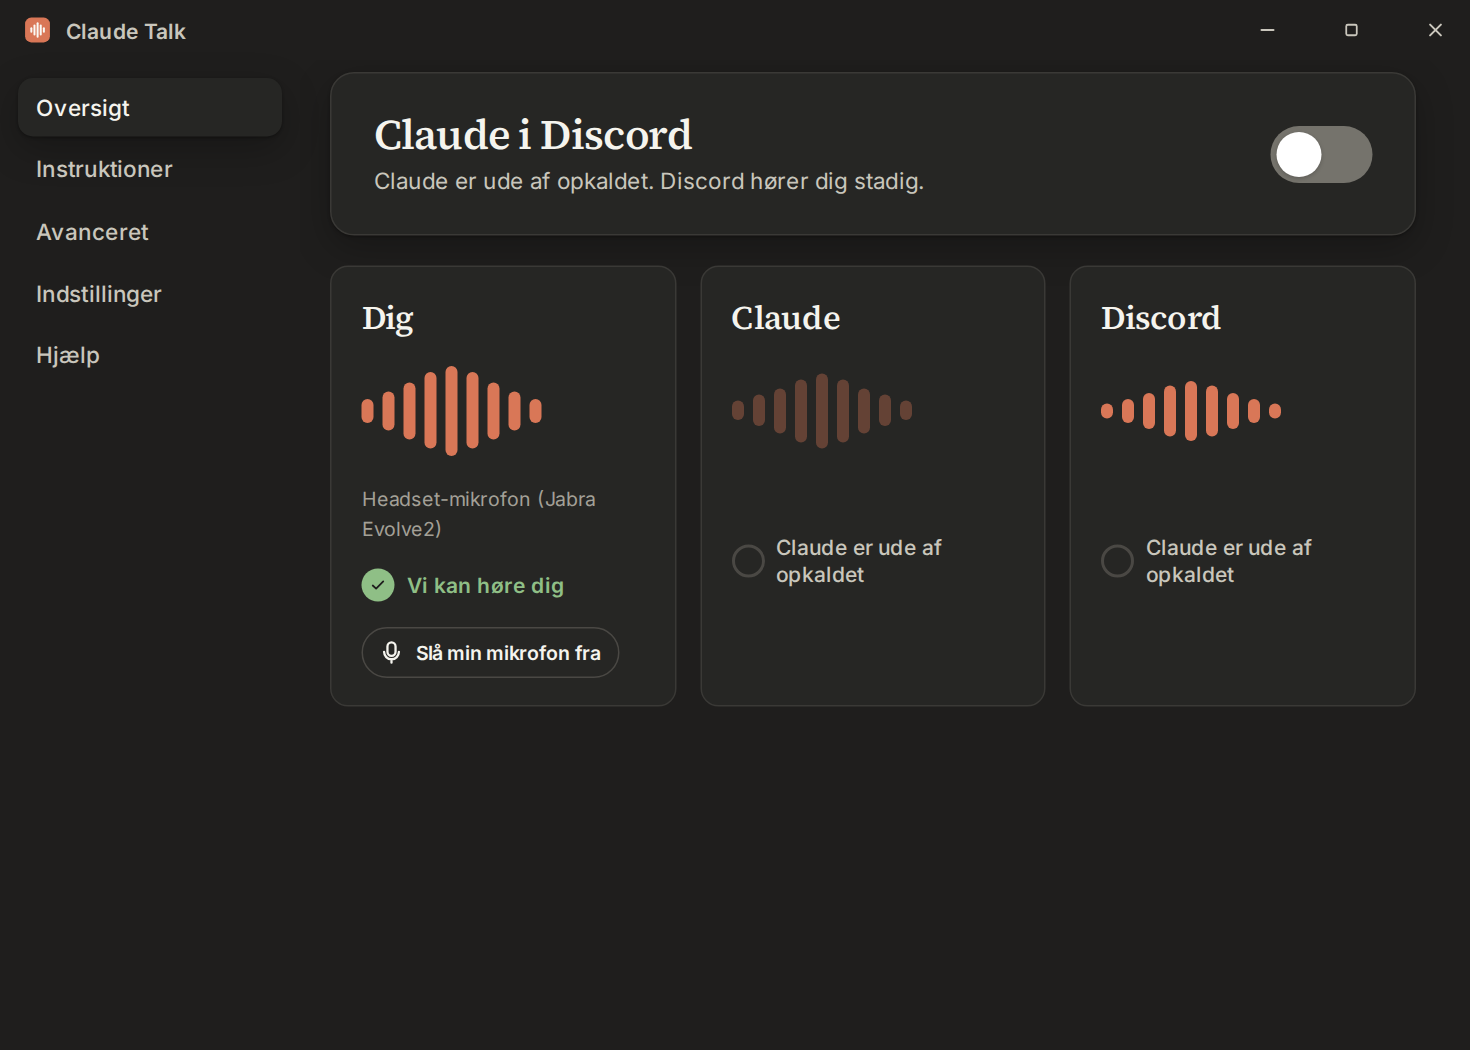 Claude Talk
Oversigt
Instruktioner
Avanceret
Indstillinger
Hjælp
Claude i Discord
Claude er ude af opkaldet. Discord hører dig stadig.
Dig
Headset-mikrofon (Jabra
Evolve2)
Vi kan høre dig
Slå min mikrofon fra
Claude
Claude er ude af
opkaldet
Discord
Claude er ude af
opkaldet